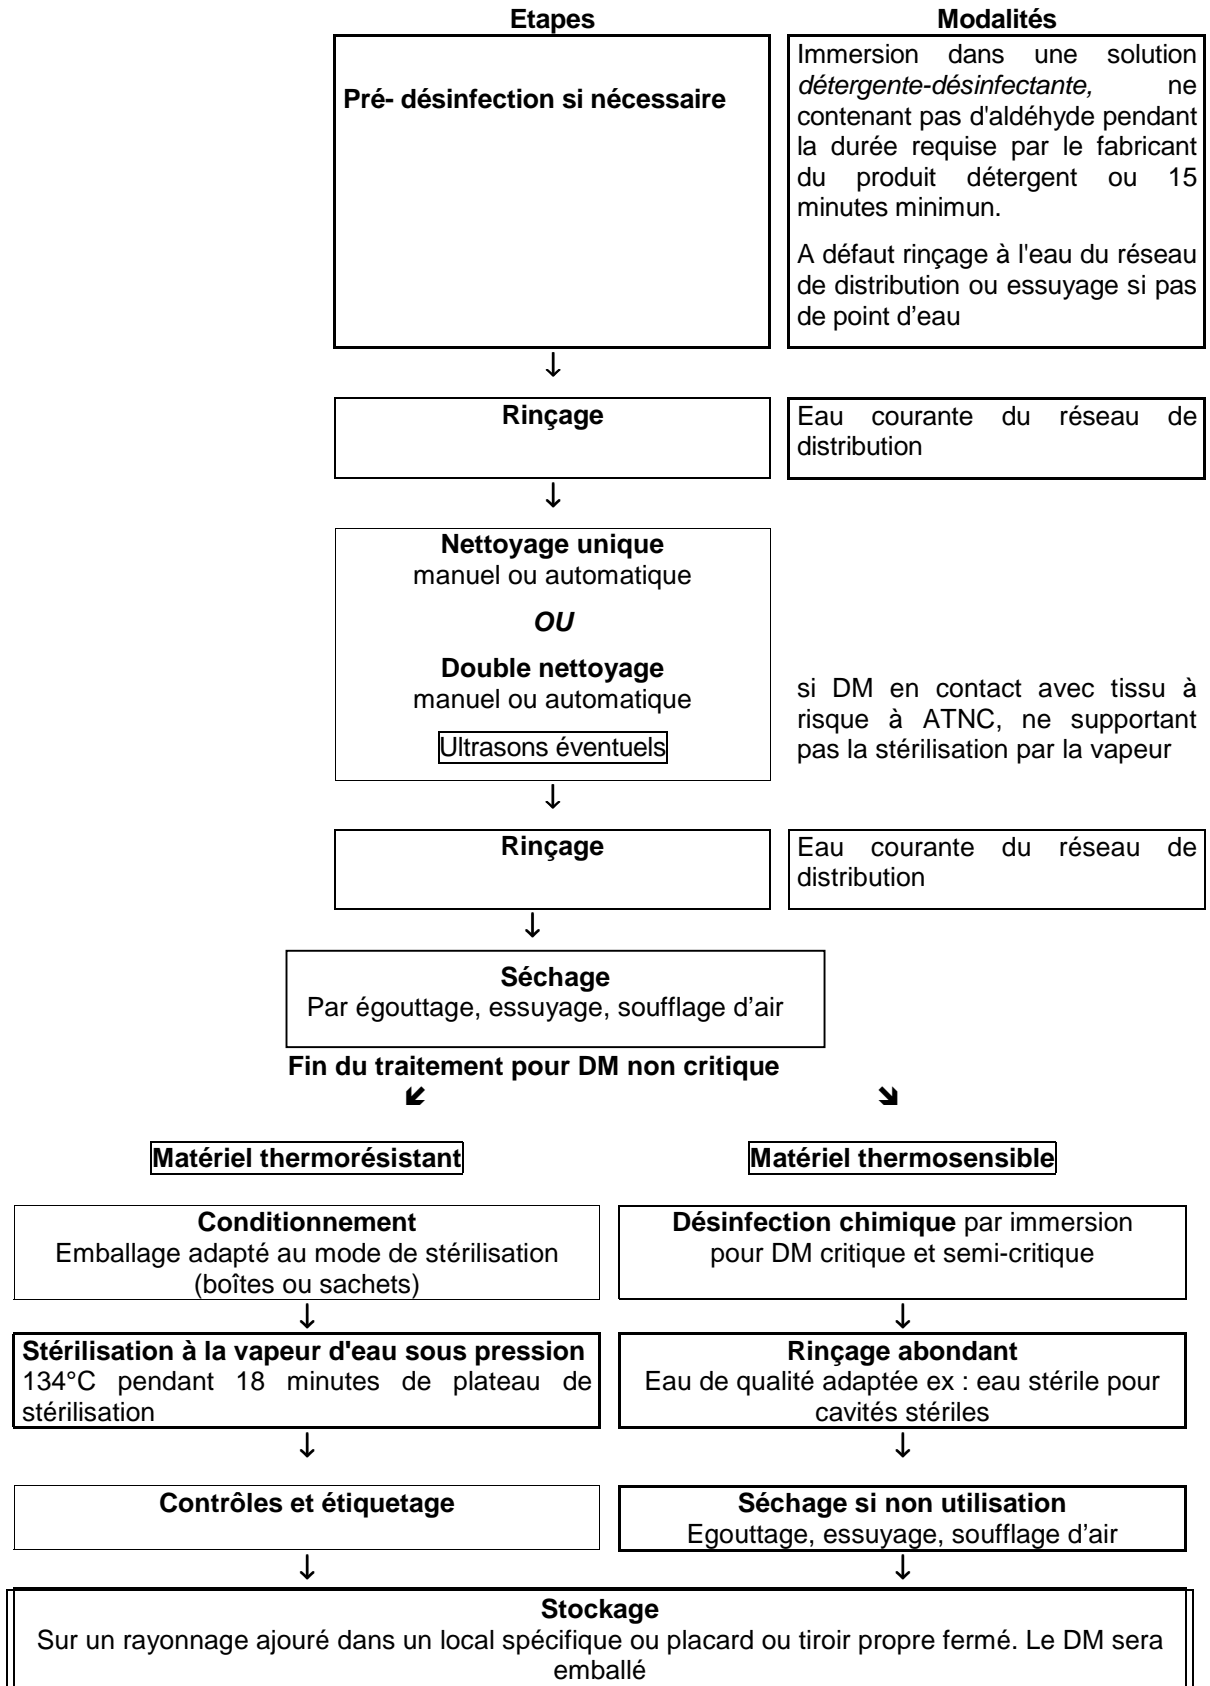 Etapes
Modalités
Pré- désinfection si nécessaire
Immersion dans une solution
détergente-désinfectante, ne
contenant pas d'aldéhyde pendant
la durée requise par le fabricant
du produit détergent ou 15
minutes minimun.
A défaut rinçage à l'eau du réseau
de distribution ou essuyage si pas
de point d’eau
↓
Rinçage
Eau courante du réseau de
distribution
↓
Nettoyage unique
manuel ou automatique
OU
Double nettoyage
manuel ou automatique
Ultrasons éventuels
si DM en contact avec tissu à
risque à ATNC, ne supportant
pas la stérilisation par la vapeur
↓
Rinçage
Eau courante du réseau de
distribution
↓
Séchage
Par égouttage, essuyage, soufflage d’air
Fin du traitement pour DM non critique
Matériel thermorésistant
Matériel thermosensible
Conditionnement
Emballage adapté au mode de stérilisation
(boîtes ou sachets)
Désinfection chimique par immersion
pour DM critique et semi-critique
↓
↓
Stérilisation à la vapeur d'eau sous pression
134°C pendant 18 minutes de plateau de
stérilisation
Rinçage abondant
Eau de qualité adaptée ex : eau stérile pour
cavités stériles
↓
↓
Contrôles et étiquetage
Séchage si non utilisation
Egouttage, essuyage, soufflage d’air
↓
↓
Stockage
Sur un rayonnage ajouré dans un local spécifique ou placard ou tiroir propre fermé. Le DM sera
emballé